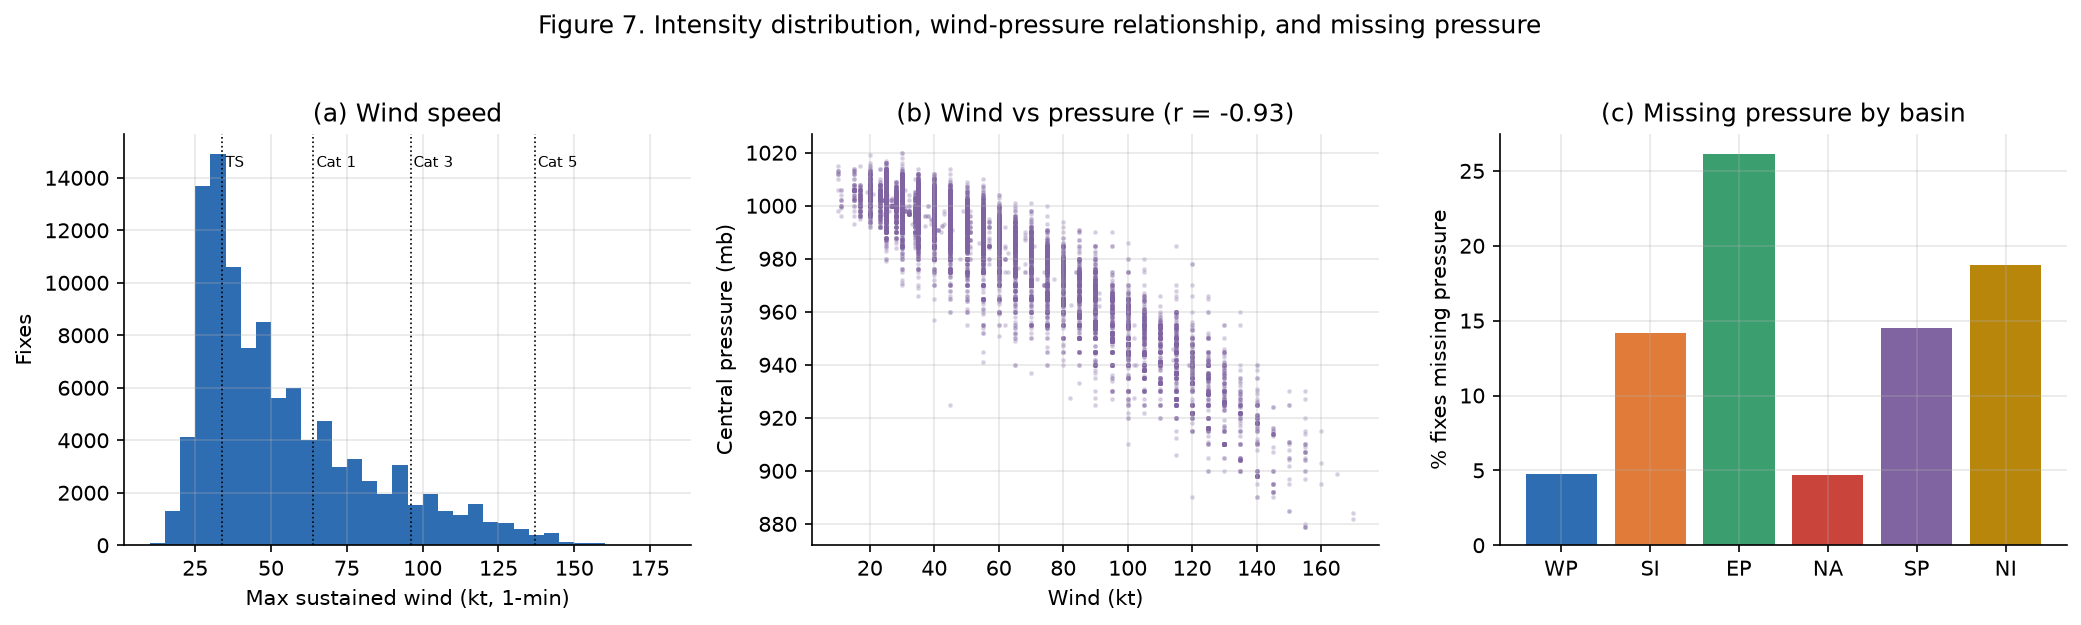 Figure 7. Intensity distribution, wind-pressure relationship, and missing pressure
(a) Wind speed
TS
Cat 1
Cat 3
Cat 5
14000
12000
10000
8000
6000
4000
2000
0
Fixes
25 50 75 100 125 150 175
Max sustained wind (kt, 1-min)
(b) Wind vs pressure (r = -0.93)
1020
1000
980
960
940
920
900
880
Central pressure (mb)
20 40 60 80 100 120 140 160
Wind (kt)
(c) Missing pressure by basin
25
20
15
10
5
0
% fixes missing pressure
WP SI EP NA SP NI